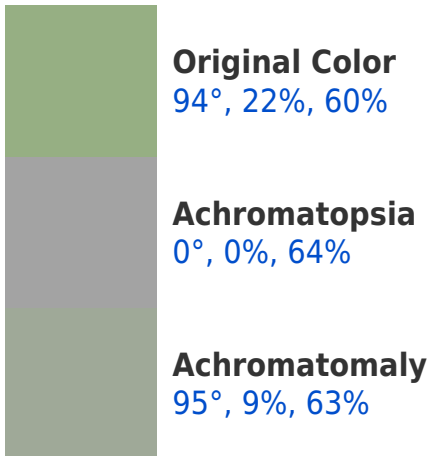 Original Color
94°, 22%, 60%
Achromatopsia
0°, 0%, 64%
Achromatomaly
95°, 9%, 63%